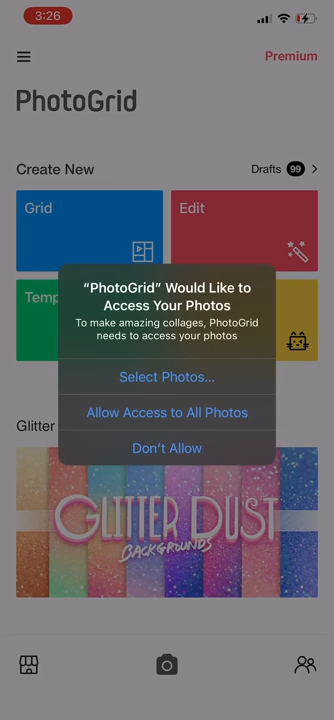 3:26
Premium
PhotoGrid
Create New
Drafts 99
Grid
Edit
Temp
“PhotoGrid” Would Like to
Access Your Photos
To make amazing collages, PhotoGrid
needs to access your photos
Select Photos...
Allow Access to All Photos
Don’t Allow
Glitter
GLITTER DUST
BACKGROUNDS